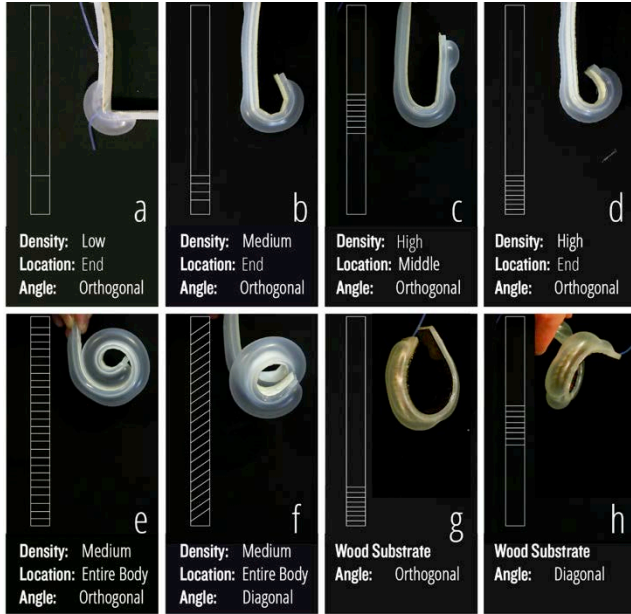 a
Density: Low
Location: End
Angle: Orthogonal
b
Density: Medium
Location: End
Angle: Orthogonal
c
Density: High
Location: Middle
Angle: Orthogonal
d
Density: High
Location: End
Angle: Orthogonal
e
Density: Medium
Location: Entire Body
Angle: Orthogonal
f
Density: Medium
Location: Entire Body
Angle: Diagonal
g
Wood Substrate
Angle: Orthogonal
h
Wood Substrate
Angle: Diagonal